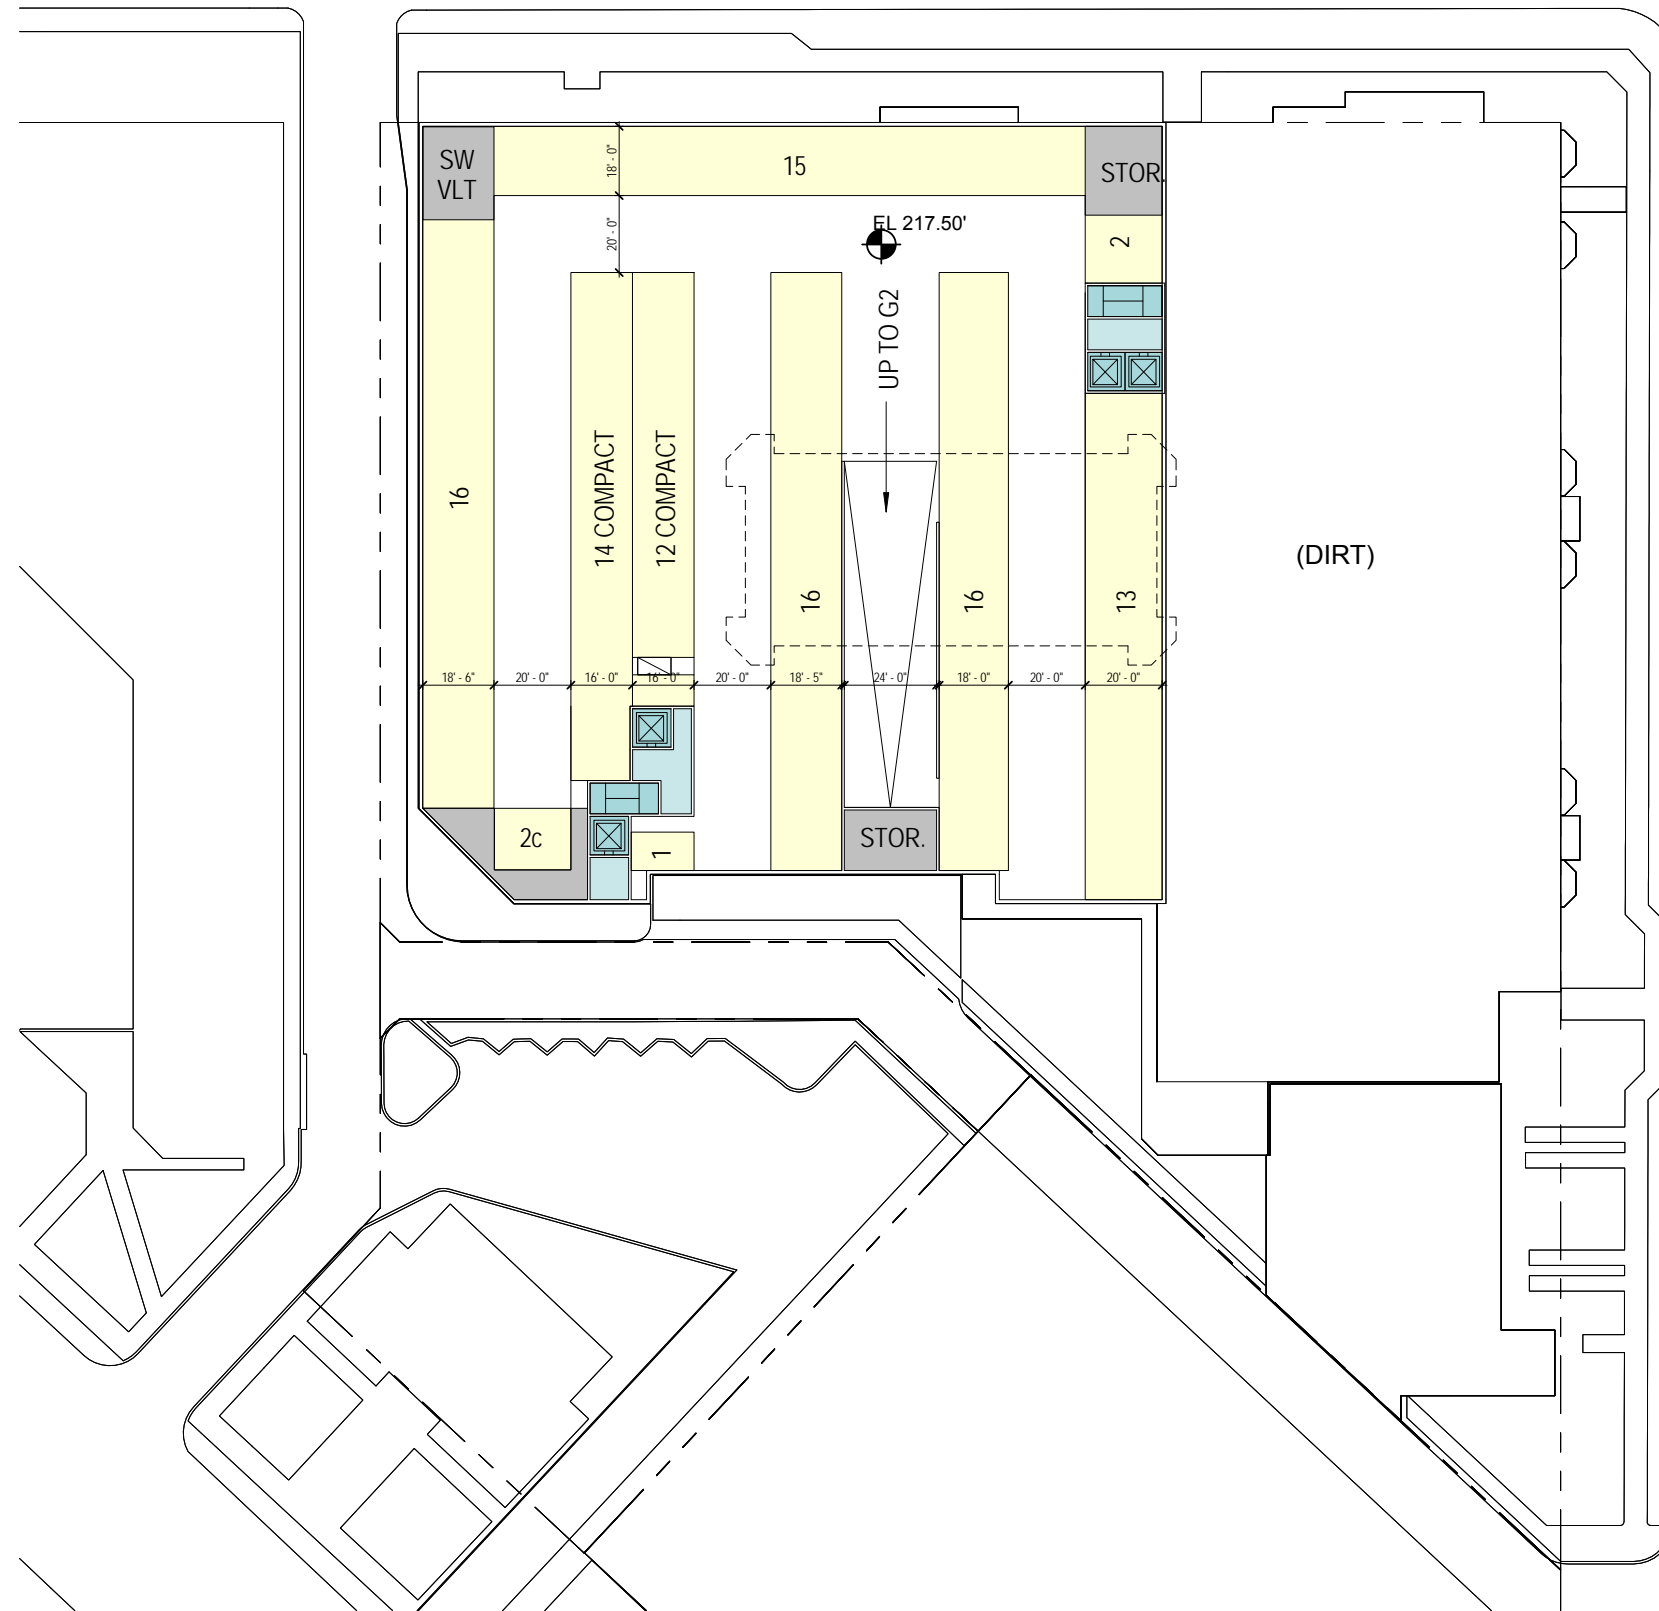 SW
VLT
15
STOR.
18' - 0"
20' - 0"
EL 217.50'
2
UP TO G2
16
14 COMPACT
12 COMPACT
16
16
13
(DIRT)
18' - 6"
20' - 0"
16' - 0"
16' - 0"
20' - 0"
18' - 5"
24' - 0"
18' - 0"
20' - 0"
20' - 0"
2c
1
STOR.